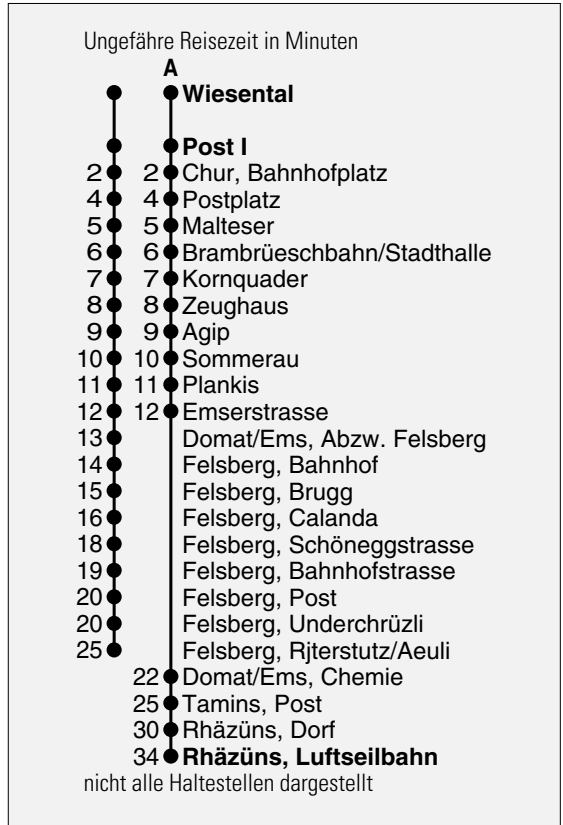 Ungefähre Reisezeit in Minuten
A
Wiesental
Post I
2 2 Chur, Bahnhofplatz
4 4 Postplatz
5 5 Malteser
6 6 Brambrüeschbahn/Stadthalle
7 7 Kornquader
8 8 Zeughaus
9 9 Agip
10 10 Sommerau
11 11 Plankis
12 12 Emserstrasse
13 Domat/Ems, Abzw. Felsberg
14 Felsberg, Bahnhof
15 Felsberg, Brugg
16 Felsberg, Calanda
18 Felsberg, Schöneggstrasse
19 Felsberg, Bahnhofstrasse
20 Felsberg, Post
20 Felsberg, Underchrüzli
25 Felsberg, Rjterstutz/Aeuli
22 Domat/Ems, Chemie
25 Tamins, Post
30 Rhäzüns, Dorf
34 Rhäzüns, Luftseilbahn
nicht alle Haltestellen dargestellt